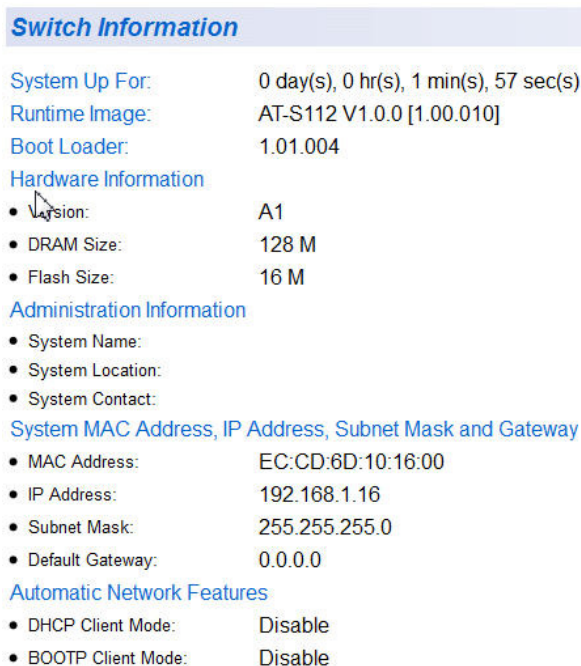 Switch Information
System Up For: 0 day(s), 0 hr(s), 1 min(s), 57 sec(s)
Runtime Image: AT-S112 V1.0.0 [1.00.010]
Boot Loader: 1.01.004
Hardware Information
• Version: A1
• DRAM Size: 128 M
• Flash Size: 16 M
Administration Information
• System Name:
• System Location:
• System Contact:
System MAC Address, IP Address, Subnet Mask and Gateway
• MAC Address: EC:CD:6D:10:16:00
• IP Address: 192.168.1.16
• Subnet Mask: 255.255.255.0
• Default Gateway: 0.0.0.0
Automatic Network Features
• DHCP Client Mode: Disable
• BOOTP Client Mode: Disable